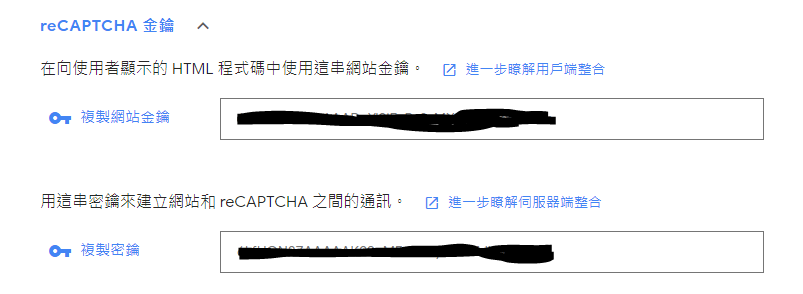 reCAPTCHA 金鑰
在向使用者顯示的 HTML 程式碼中使用這串網站金鑰。 進一步瞭解用戶端整合
複製網站金鑰
用這串密鑰來建立網站和 reCAPTCHA 之間的通訊。 進一步瞭解伺服器端整合
複製密鑰